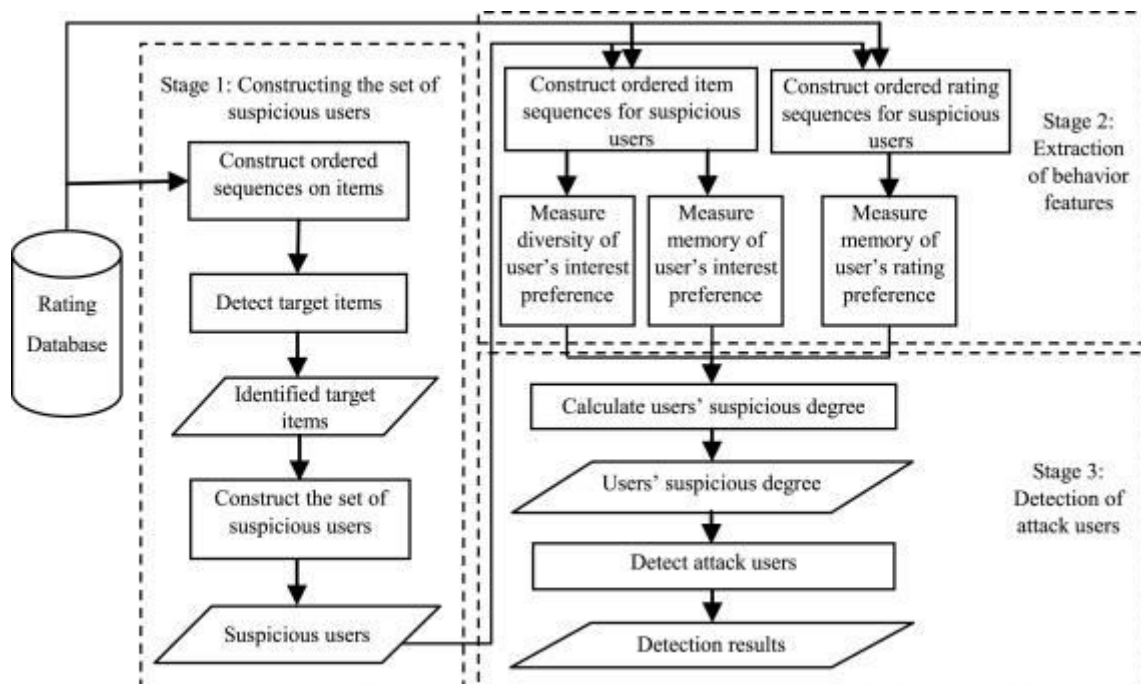 Rating
Database
Stage 1: Constructing the set of
suspicious users
Construct ordered
sequences on items
Detect target items
Identified target
items
Construct the set of
suspicious users
Suspicious users
Construct ordered item
sequences for suspicious
users
Construct ordered rating
sequences for suspicious
users
Measure
diversity of
user's interest
preference
Measure
memory of
user's interest
preference
Measure
memory of
user's rating
preference
Stage 2:
Extraction
of behavior
features
Calculate users' suspicious degree
Users' suspicious degree
Detect attack users
Detection results
Stage 3:
Detection of
attack users